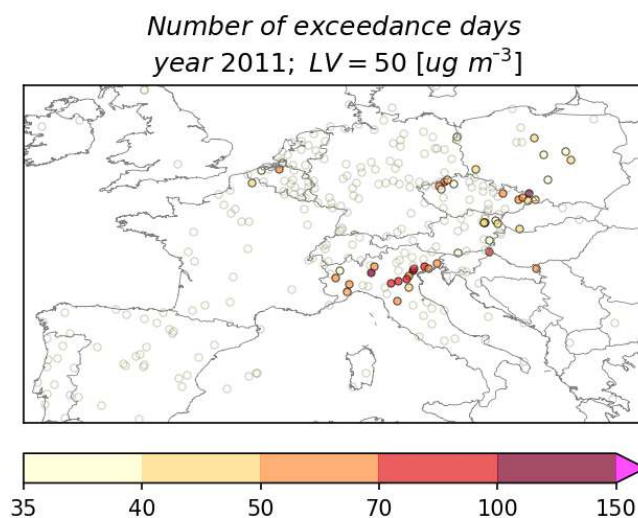 Number of exceedance days
year 2011; LV = 50 [ug m⁻³]
35 40 50 70 100 150